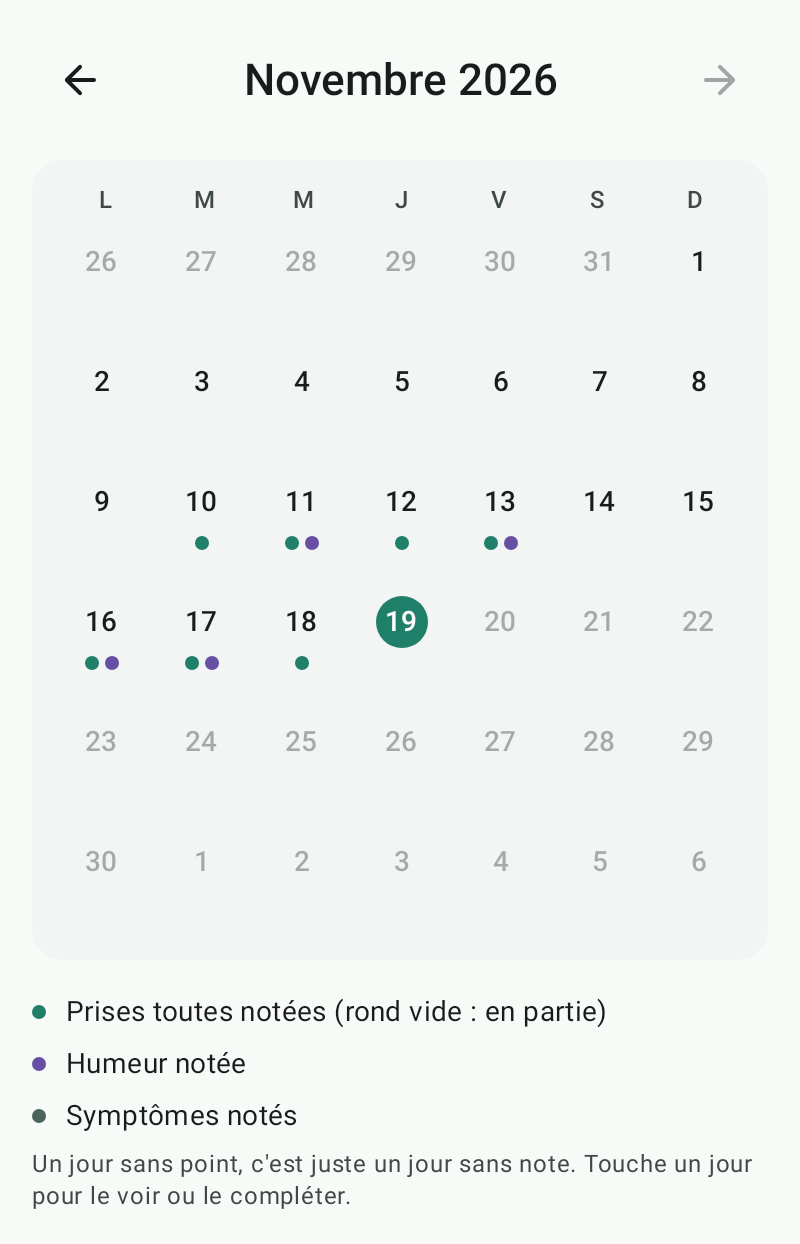 Novembre 2026
L M M J V S D
26 27 28 29 30 31 1
2 3 4 5 6 7 8
9 10 11 12 13 14 15
16 17 18 19 20 21 22
23 24 25 26 27 28 29
30 1 2 3 4 5 6
Prises toutes notées (rond vide : en partie)
Humeur notée
Symptômes notés
Un jour sans point, c'est juste un jour sans note. Touche un jour
pour le voir ou le compléter.